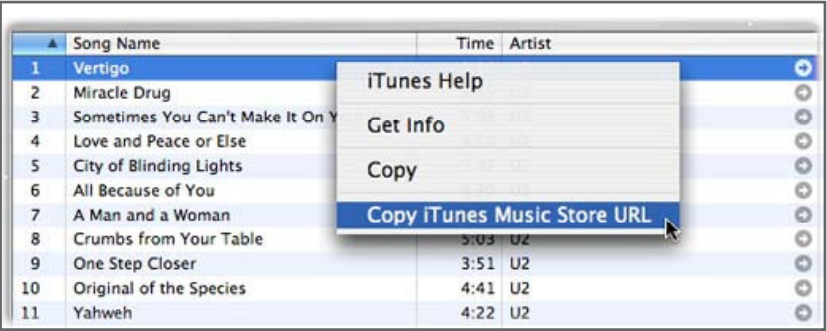 Song Name Time Artist
1 Vertigo
iTunes Help
2 Miracle Drug
3 Sometimes You Can't Make It On Y
Get Info
4 Love and Peace or Else
5 City of Blinding Lights
Copy
6 All Because of You
7 A Man and a Woman
Copy iTunes Music Store URL
8 Crumbs from Your Table 5:03 U2
9 One Step Closer 3:51 U2
10 Original of the Species 4:41 U2
11 Yahweh 4:22 U2